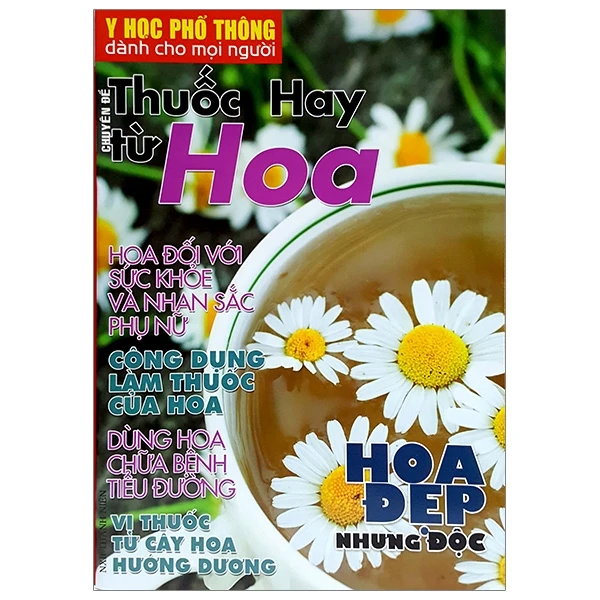 Y HỌC PHỔ THÔNG
dành cho mọi người
CHUYÊN ĐỀ
Thuốc Hay
từ Hoa
HOA ĐỐI VỚI
SỨC KHỎE
VÀ NHAN SẮC
PHỤ NỮ
CÔNG DỤNG
LÀM THUỐC
CỦA HOA
DÙNG HOA
CHỮA BỆNH
TIỂU ĐƯỜNG
VỊ THUỐC
TỪ CÂY HOA
HƯỚNG DƯƠNG
HOA
ĐẸP
NHƯNG ĐỘC